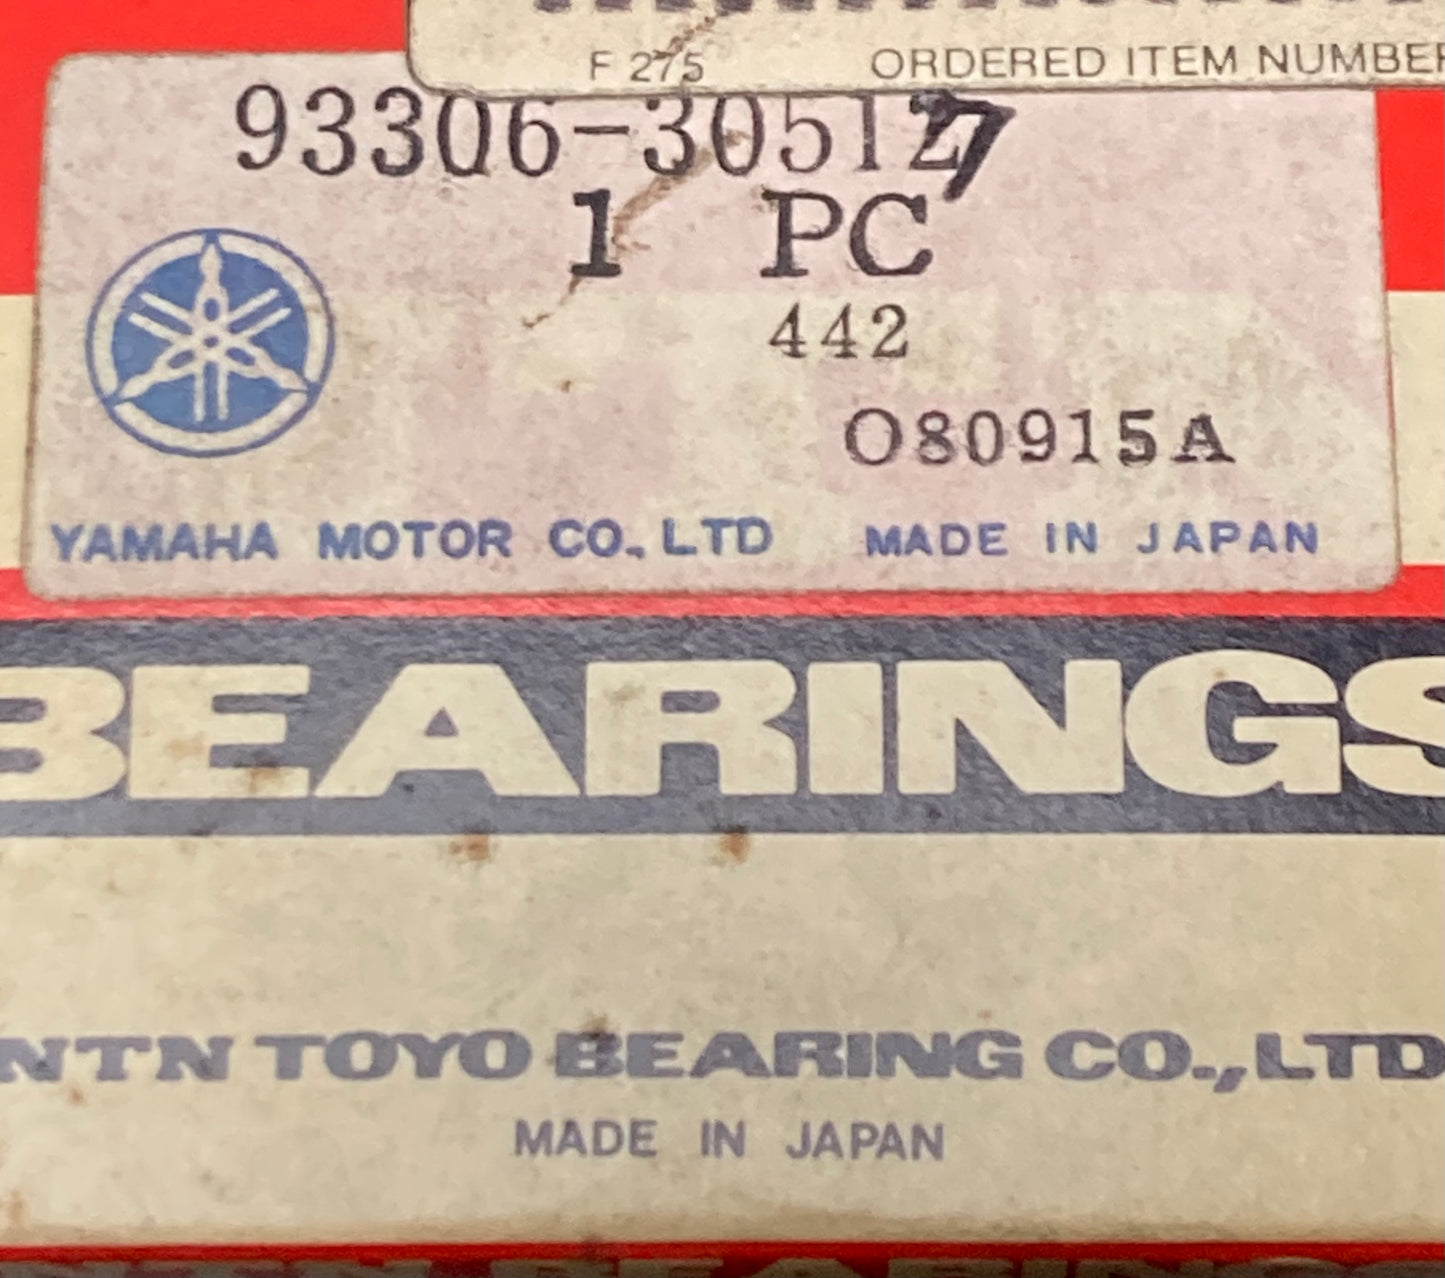 F 275 ORDERED ITEM NUMBER
93306-30517
1 PC
442
O80915A
YAMAHA MOTOR CO., LTD MADE IN JAPAN
BEARINGS
NTN TOYO BEARING CO., LTD
MADE IN JAPAN